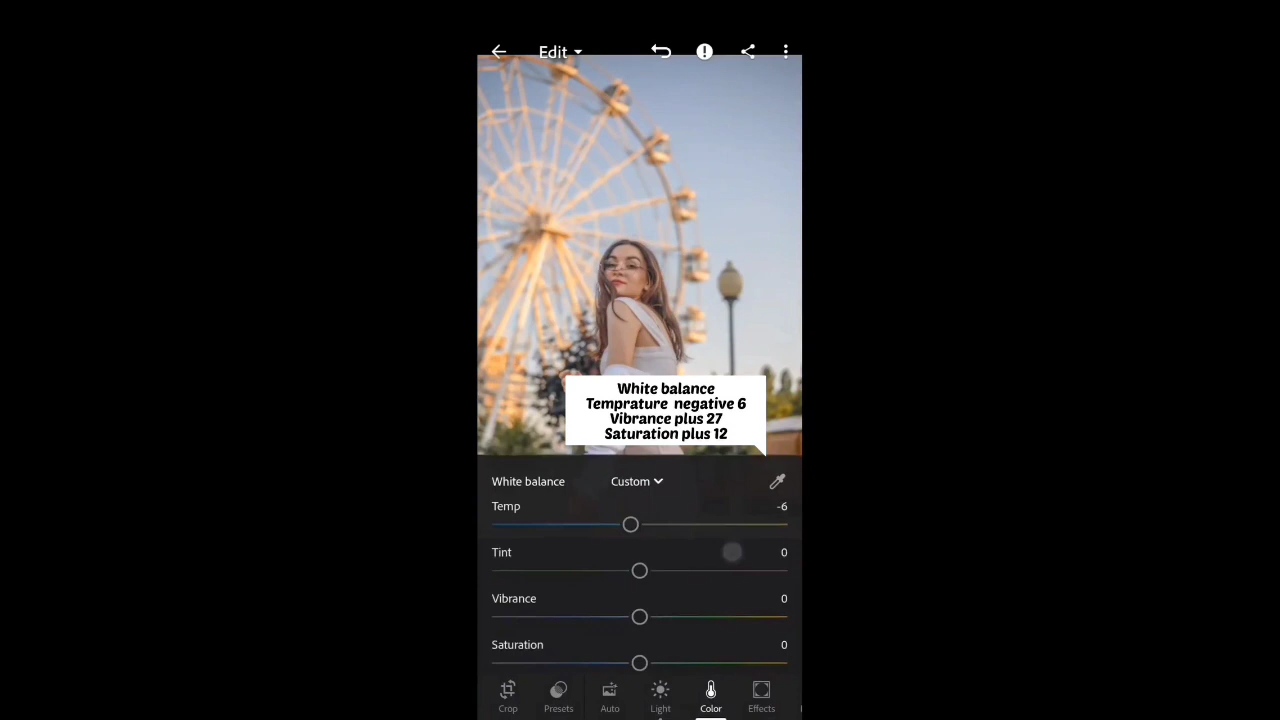 Edit
White balance
Temprature negative 6
Vibrance plus 27
Saturation plus 12
White balance Custom
Temp -6
Tint 0
Vibrance 0
Saturation 0
Crop Presets Auto Light Color Effects